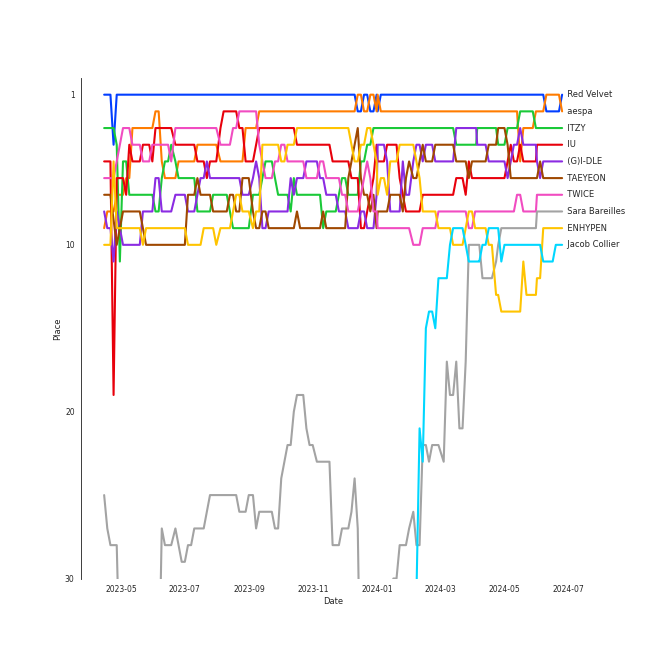 1
10
20
30
Place
Red Velvet
aespa
ITZY
IU
(G)I-DLE
TAEYEON
TWICE
Sara Bareilles
ENHYPEN
Jacob Collier
2023-05 2023-07 2023-09 2023-11 2024-01 2024-03 2024-05 2024-07
Date